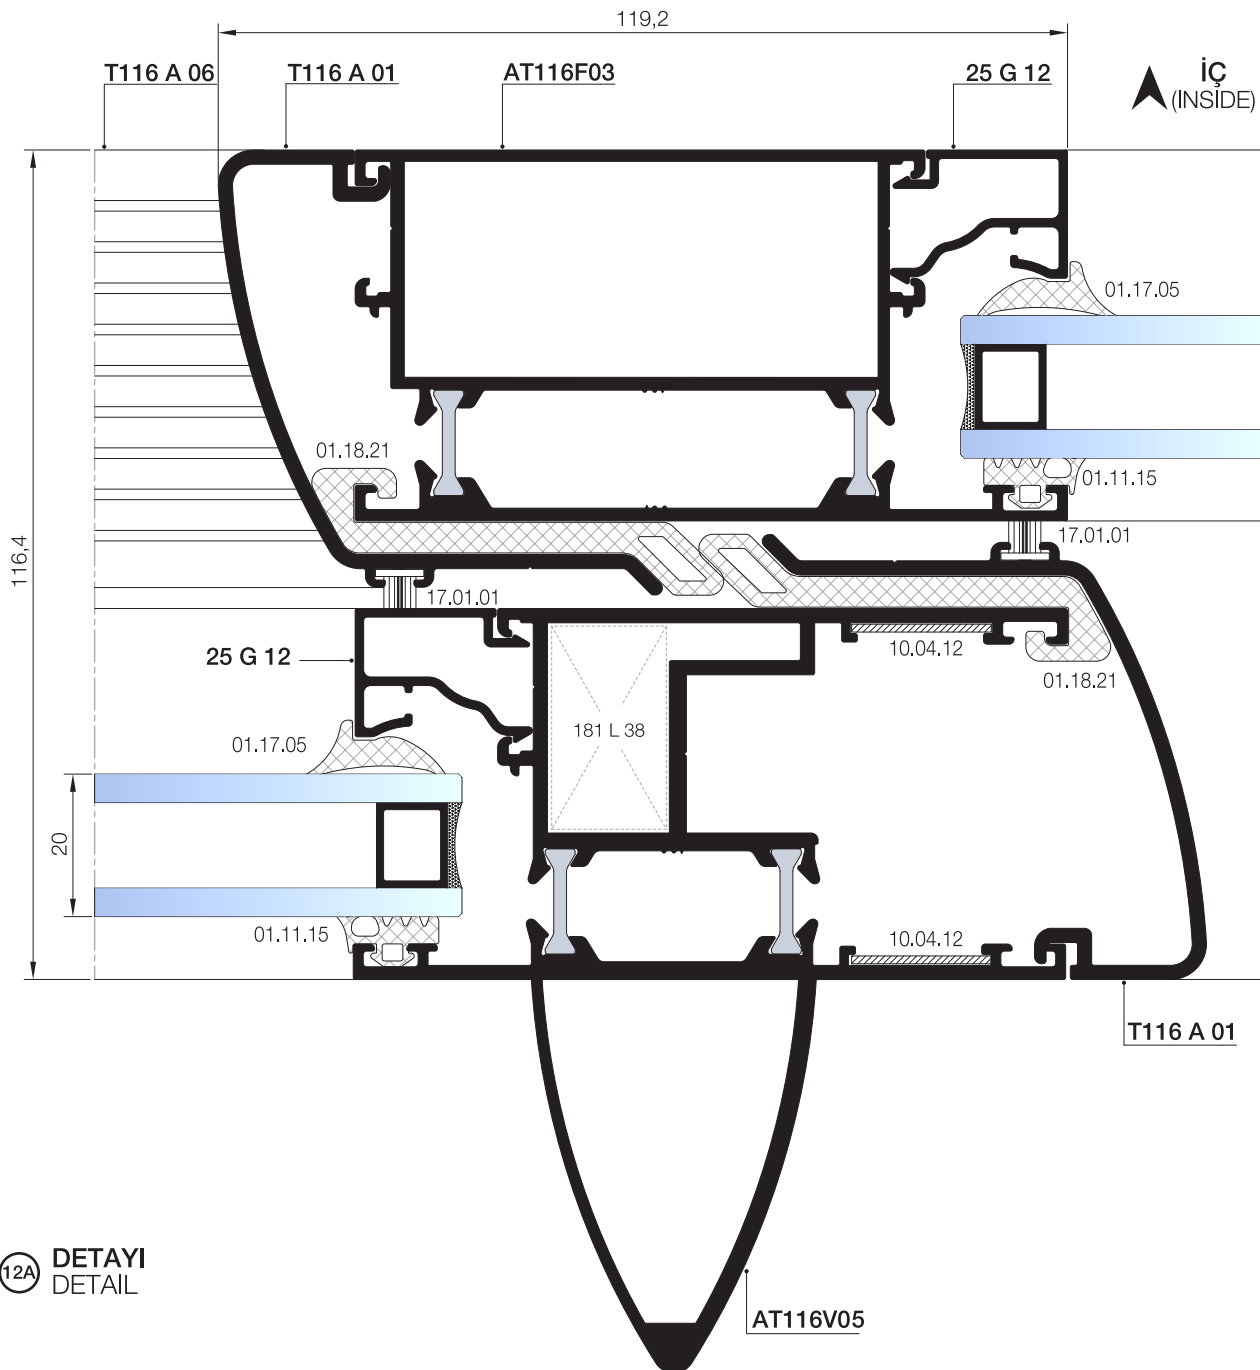 119,2
T116 A 06
T116 A 01
AT116F03
25 G 12
İÇ
(INSIDE)
01.17.05
01.18.21
01.11.15
17.01.01
116,4
17.01.01
10.04.12
25 G 12
01.18.21
181 L 38
01.17.05
20
01.11.15
10.04.12
T116 A 01
12A
DETAYI
DETAIL
AT116V05